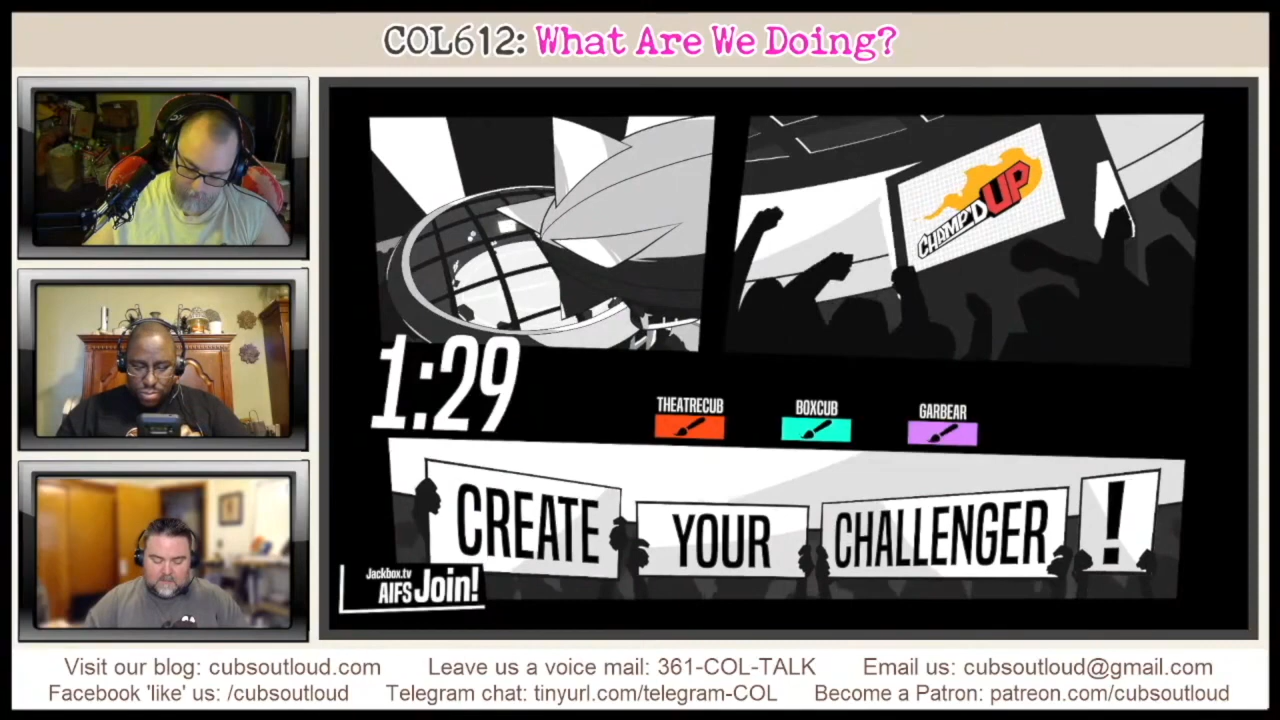 COL612: What Are We Doing?
CHAMP'D UP
1:29
THEATRECUB
BOXCUB
GARBEAR
CREATE YOUR CHALLENGER !
Jackbox.tv
AIFS Join!
Visit our blog: cubsoutloud.com Leave us a voice mail: 361-COL-TALK Email us: cubsoutloud@gmail.com
Facebook 'like' us: /cubsoutloud Telegram chat: tinyurl.com/telegram-COL Become a Patron: patreon.com/cubsoutloud